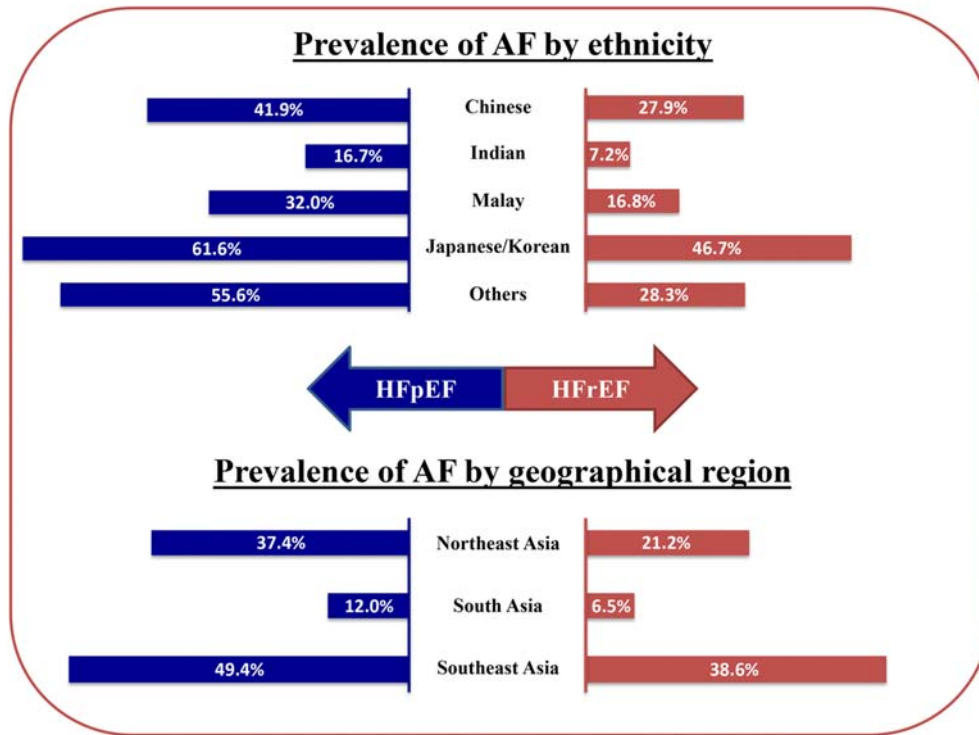 Prevalence of AF by ethnicity
41.9% Chinese 27.9%
16.7% Indian 7.2%
32.0% Malay 16.8%
61.6% Japanese/Korean 46.7%
55.6% Others 28.3%
HFpEF HFrEF
Prevalence of AF by geographical region
37.4% Northeast Asia 21.2%
12.0% South Asia 6.5%
49.4% Southeast Asia 38.6%